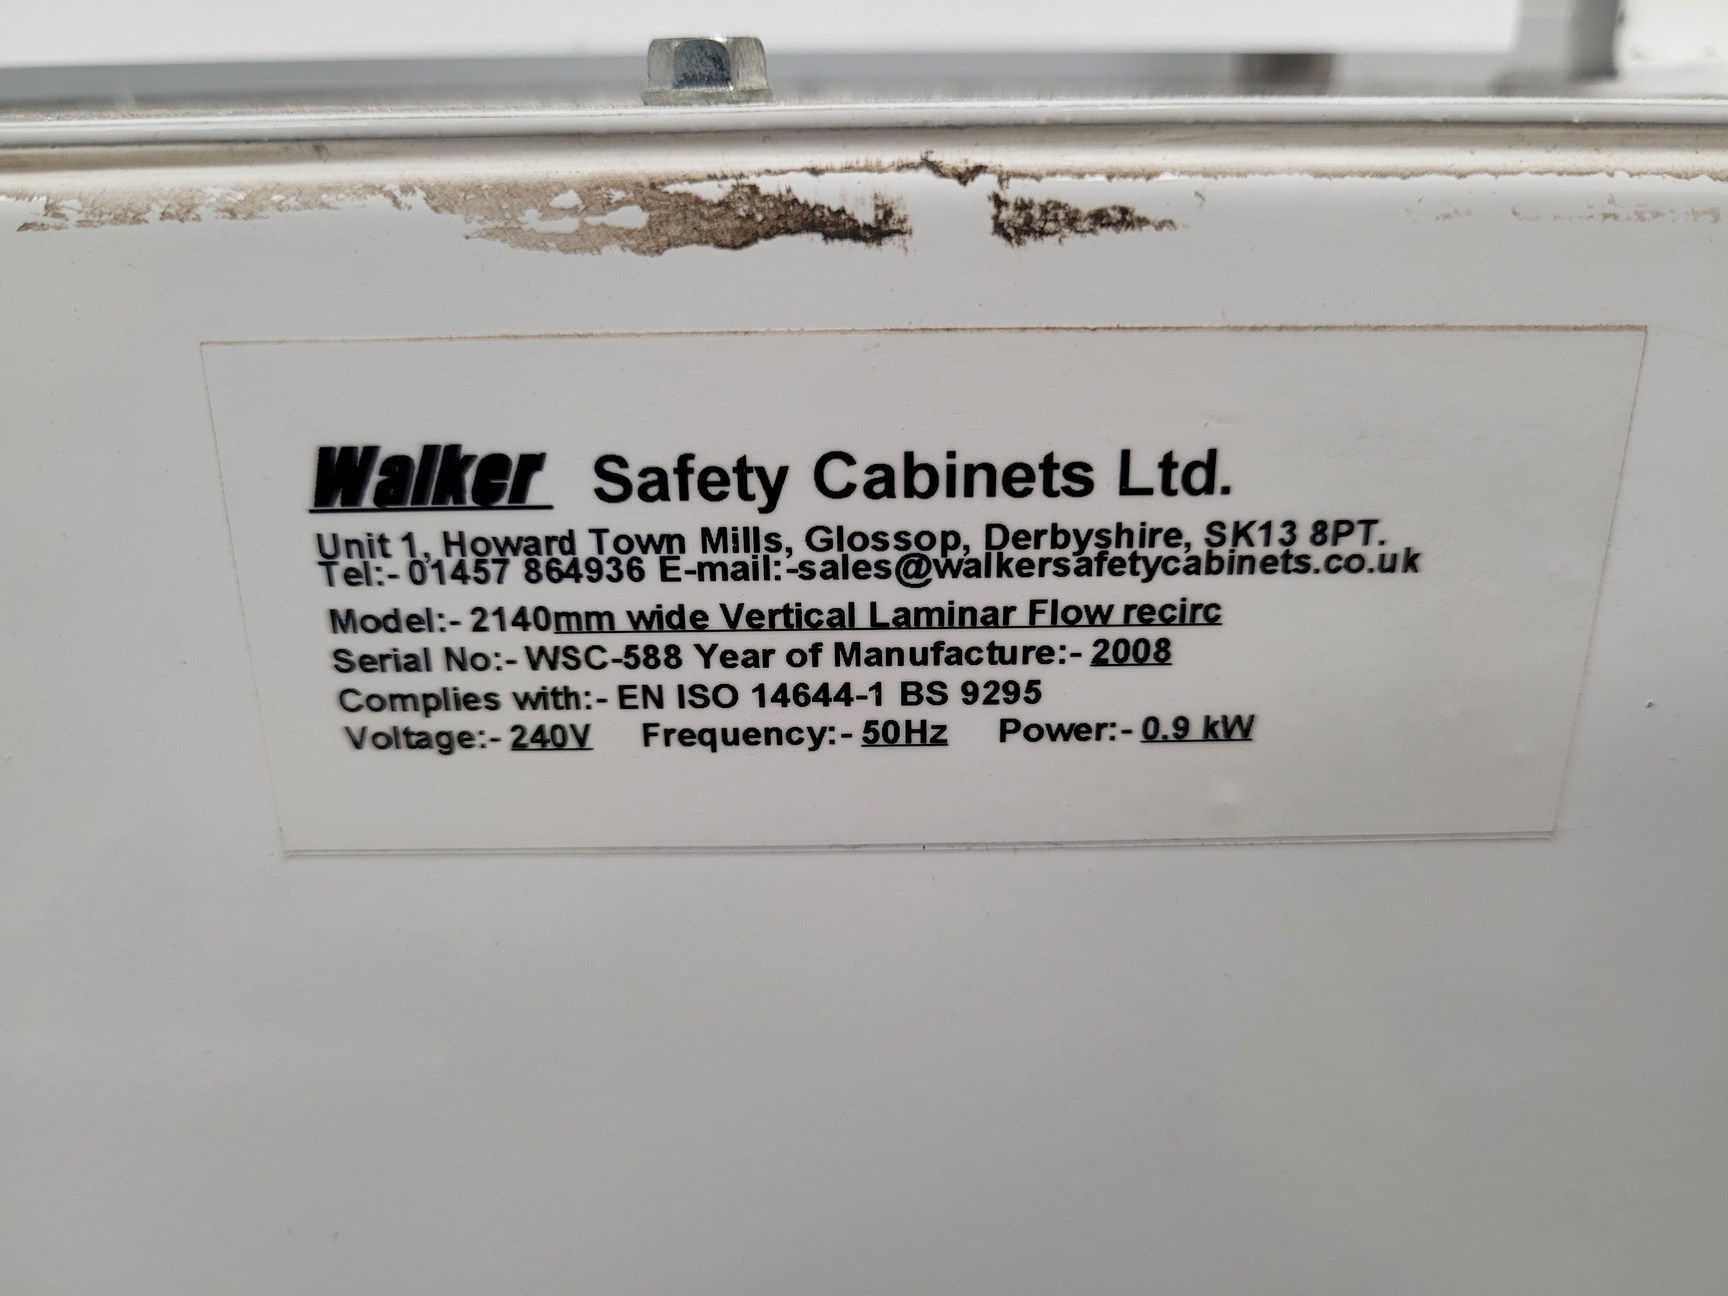 Walker Safety Cabinets Ltd.
Unit 1, Howard Town Mills, Glossop, Derbyshire, SK13 8PT.
Tel:- 01457 864936 E-mail:-sales@walkersafetycabinets.co.uk
Model:- 2140mm wide Vertical Laminar Flow recirc
Serial No:- WSC-588 Year of Manufacture:- 2008
Complies with:- EN ISO 14644-1 BS 9295
Voltage:- 240V Frequency:- 50Hz Power:- 0.9 kW